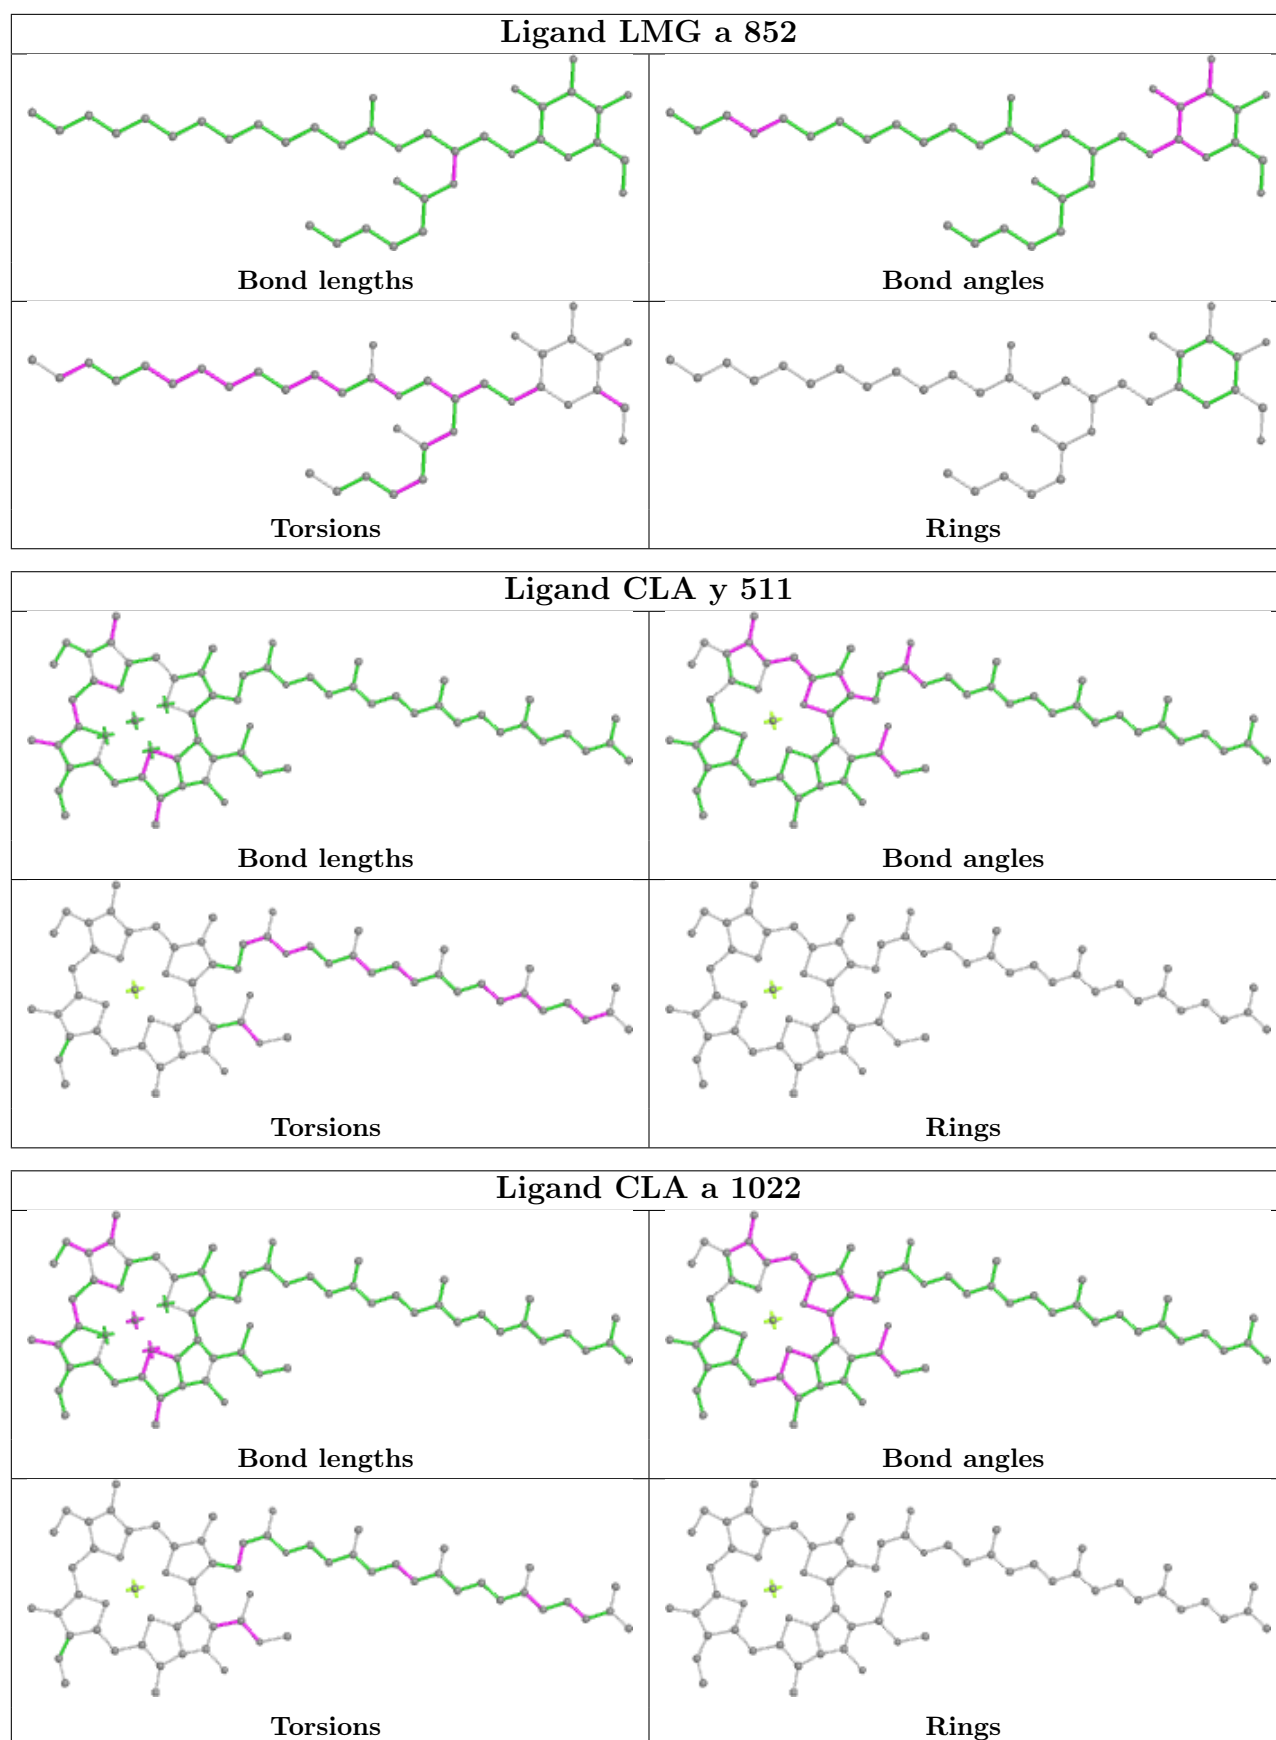 Ligand LMG a 852
Bond lengths
Bond angles
Torsions
Rings
Ligand CLA y 511
Bond lengths
Bond angles
Torsions
Rings
Ligand CLA a 1022
Bond lengths
Bond angles
Torsions
Rings